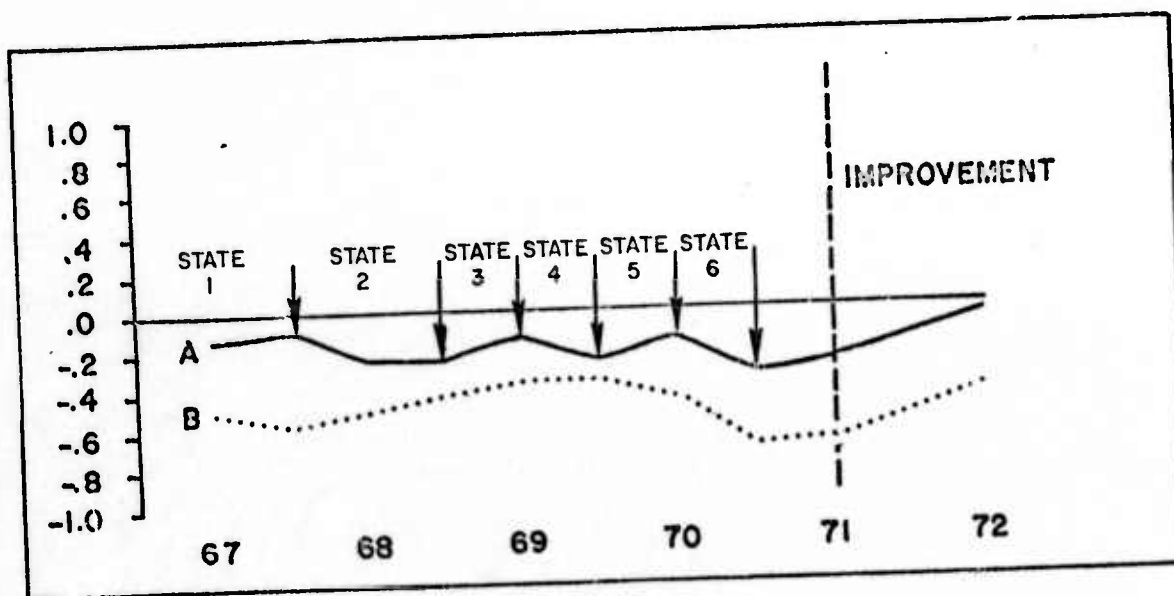 1.0
.8
.6
.4
.2
.0
-.2
-.4
-.6
-.8
-1.0
IMPROVEMENT
STATE
1
STATE
2
STATE
3
STATE
4
STATE
5
STATE
6
A
B
67
68
69
70
71
72